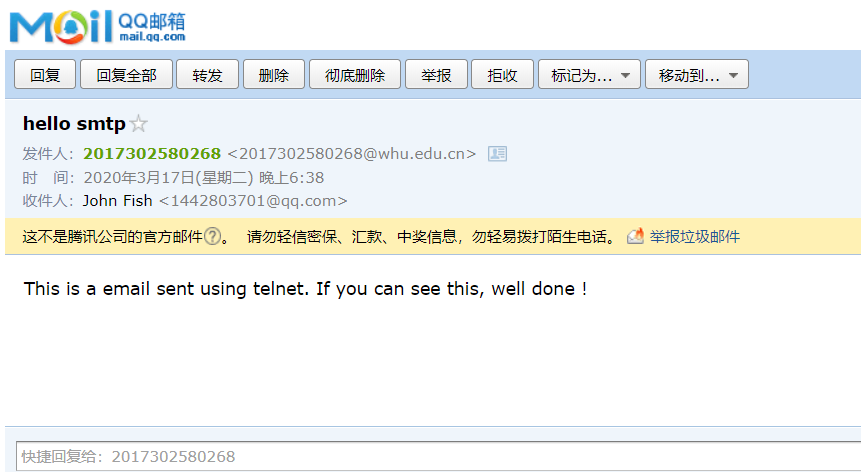 Mail QQ邮箱
mail.qq.com
回复 回复全部 转发 删除 彻底删除 举报 拒收 标记为... 移动到...
hello smtp
发件人：2017302580268 <2017302580268@whu.edu.cn>
时　间：2020年3月17日(星期二) 晚上6:38
收件人：John Fish <1442803701@qq.com>
这不是腾讯公司的官方邮件?。 请勿轻信密保、汇款、中奖信息，勿轻易拨打陌生电话。 举报垃圾邮件
This is a email sent using telnet. If you can see this, well done !
快捷回复给：2017302580268